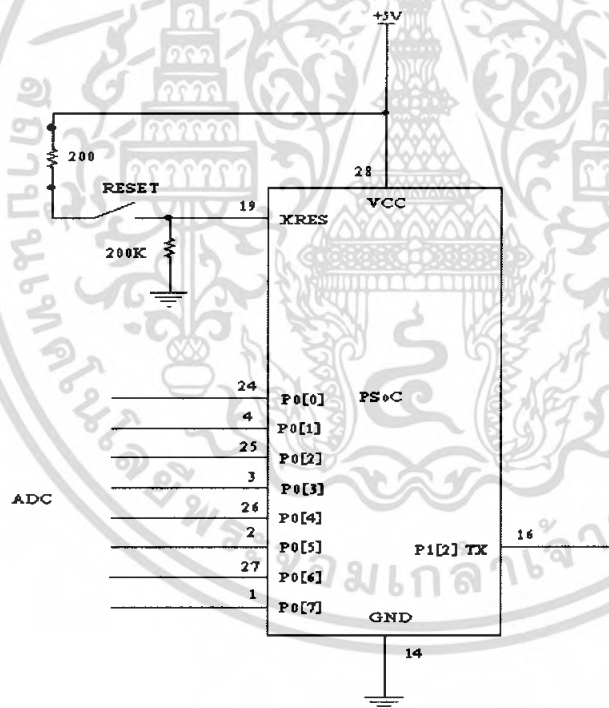 +5V
200
28
RESET
VCC
19
XRES
200K
24
P0[0]
PSoC
4
P0[1]
25
P0[2]
3
P0[3]
ADC
26
P0[4]
2
P0[5]
P1[2] TX
16
27
P0[6]
1
P0[7]
GND
14